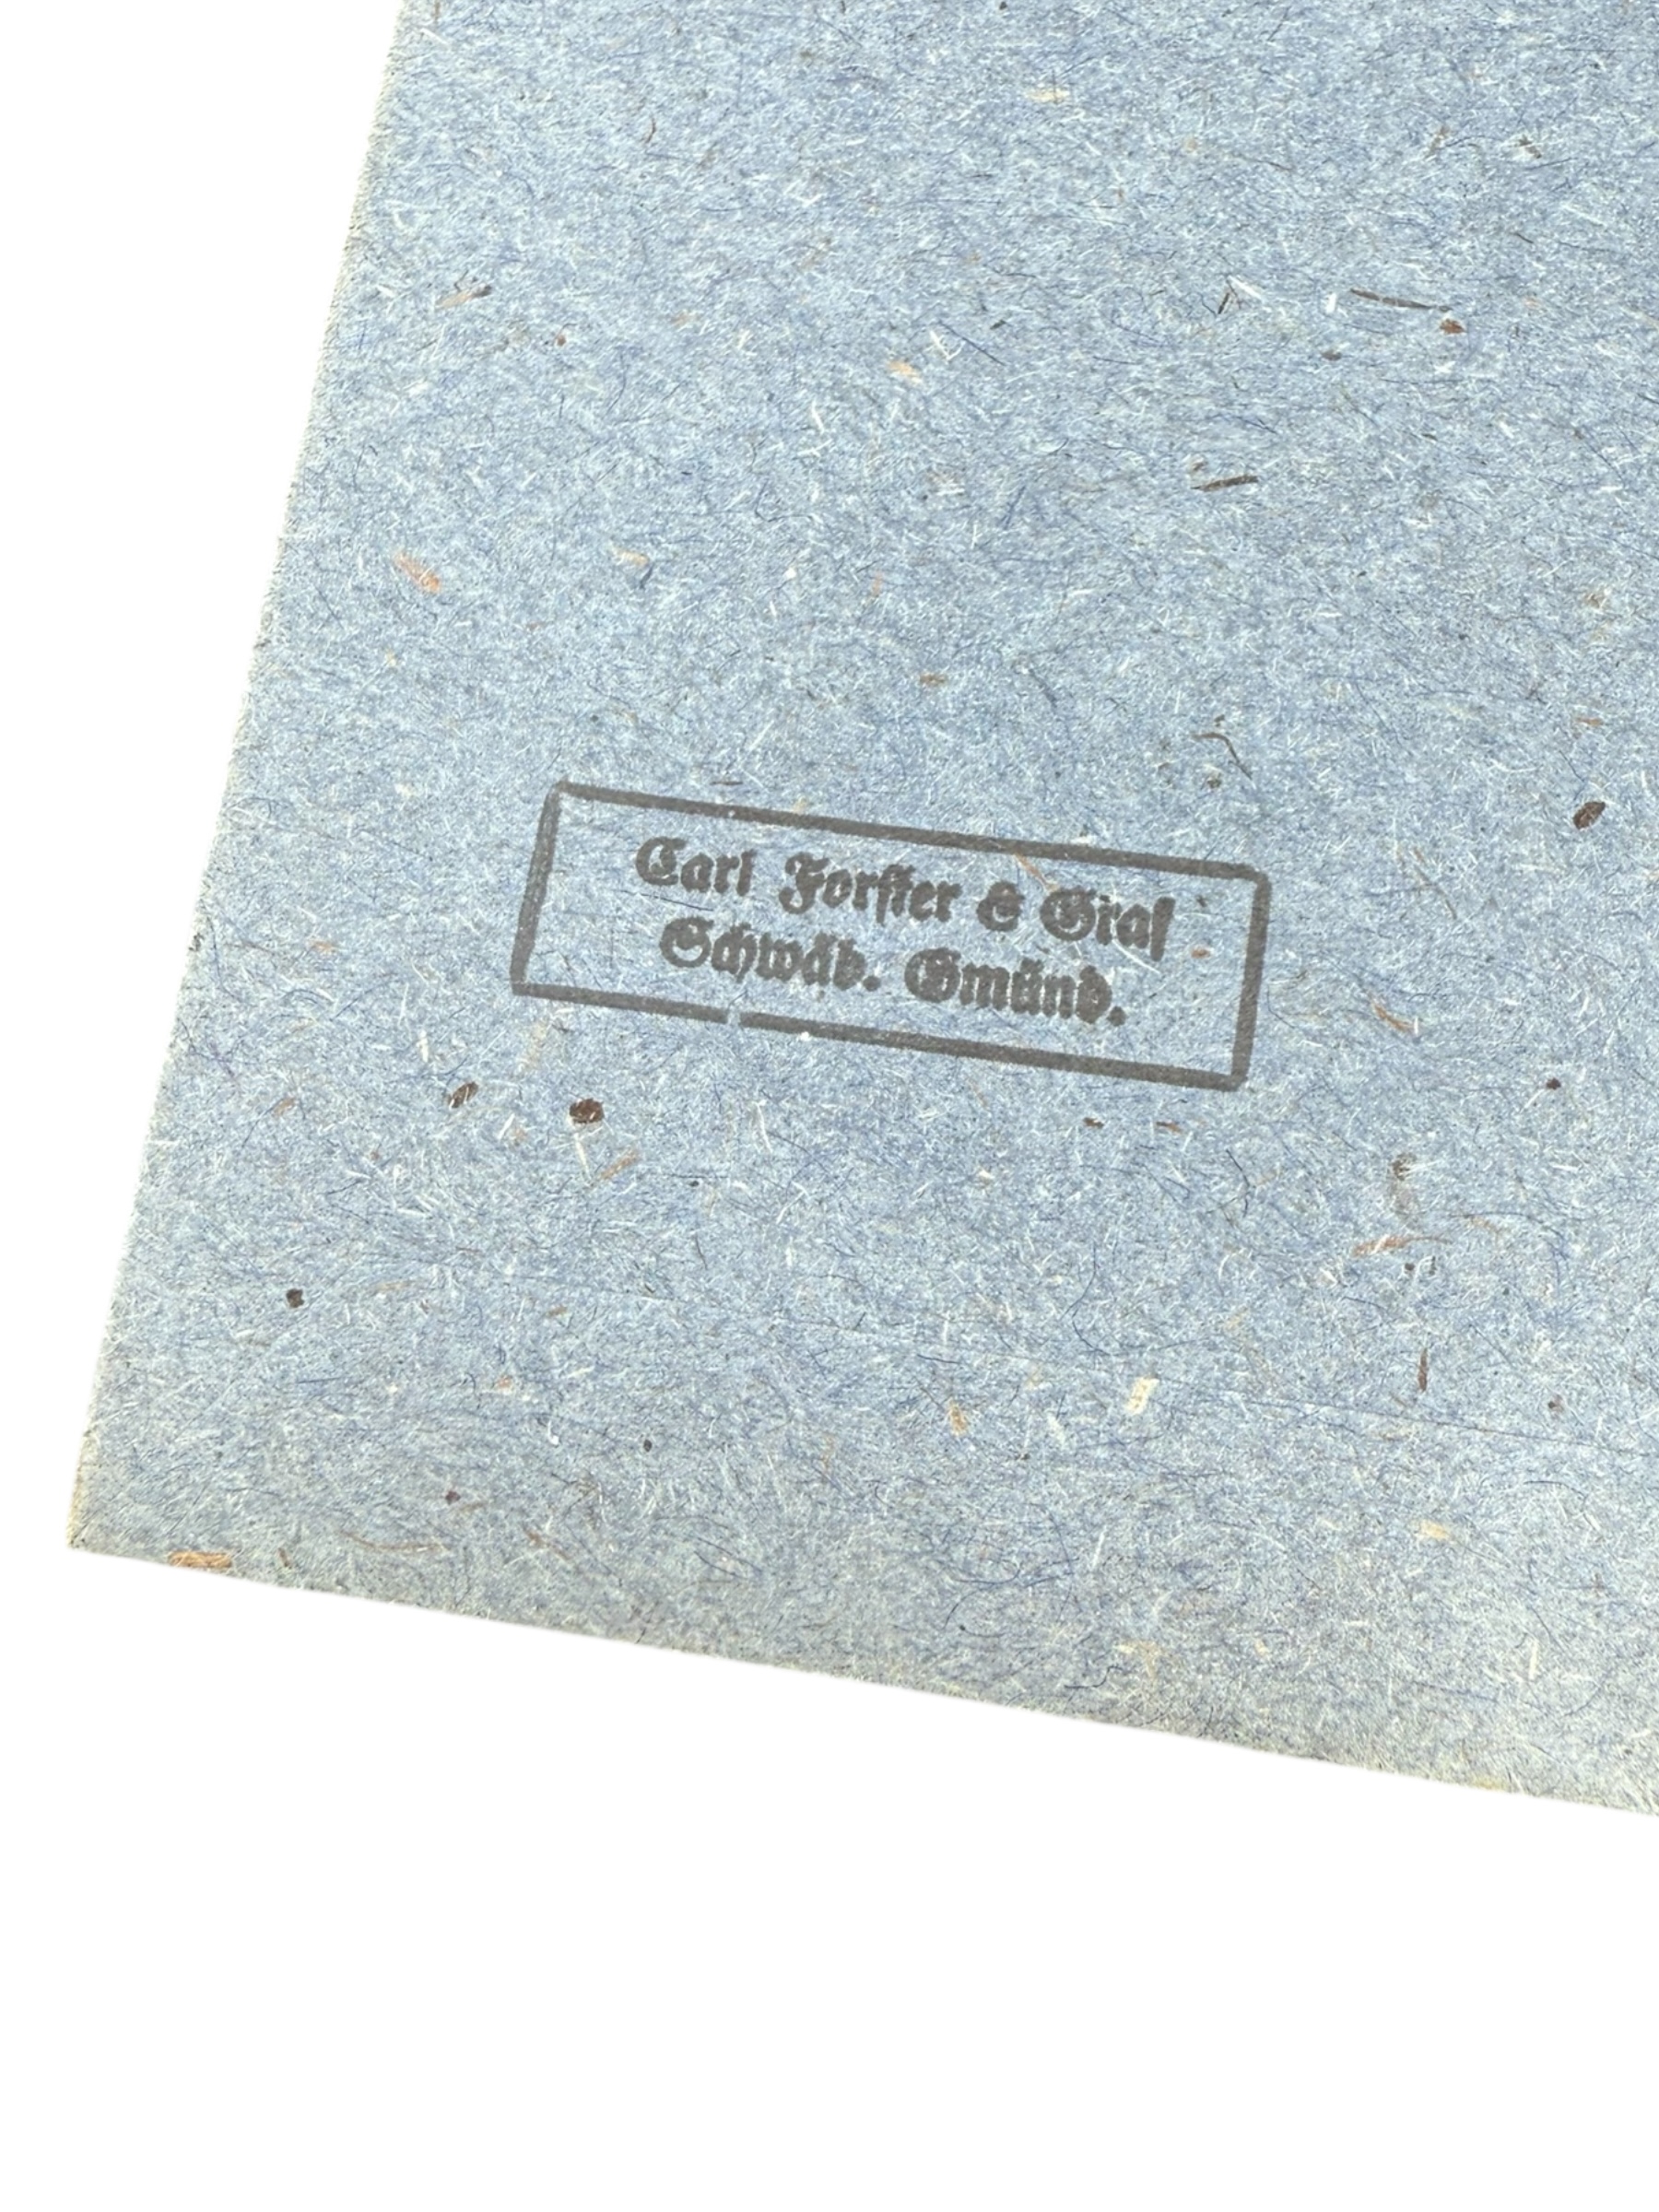 Carl Forster & Graf
Schwäb. Gmünd.